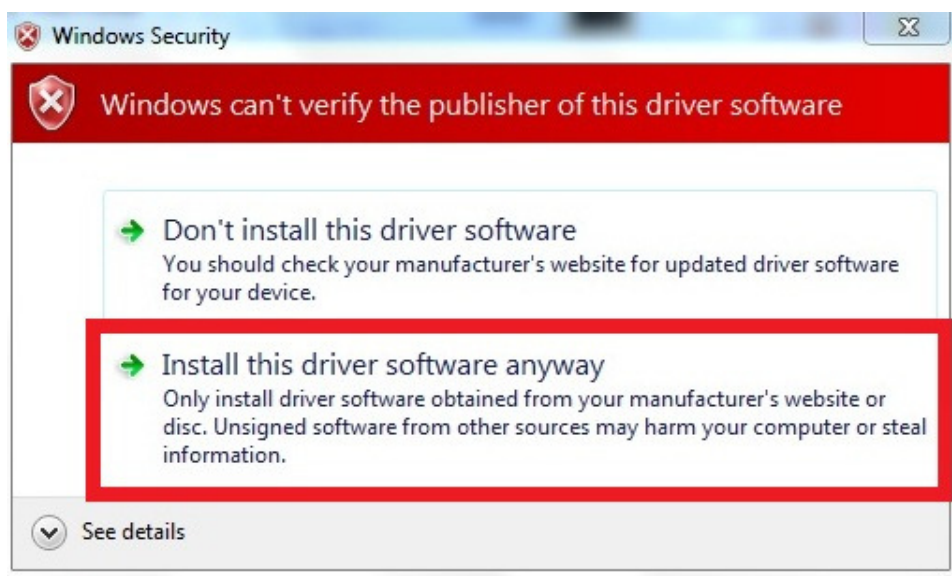 Windows Security
Windows can't verify the publisher of this driver software
Don't install this driver software
You should check your manufacturer's website for updated driver software
for your device.
Install this driver software anyway
Only install driver software obtained from your manufacturer's website or
disc. Unsigned software from other sources may harm your computer or steal
information.
See details